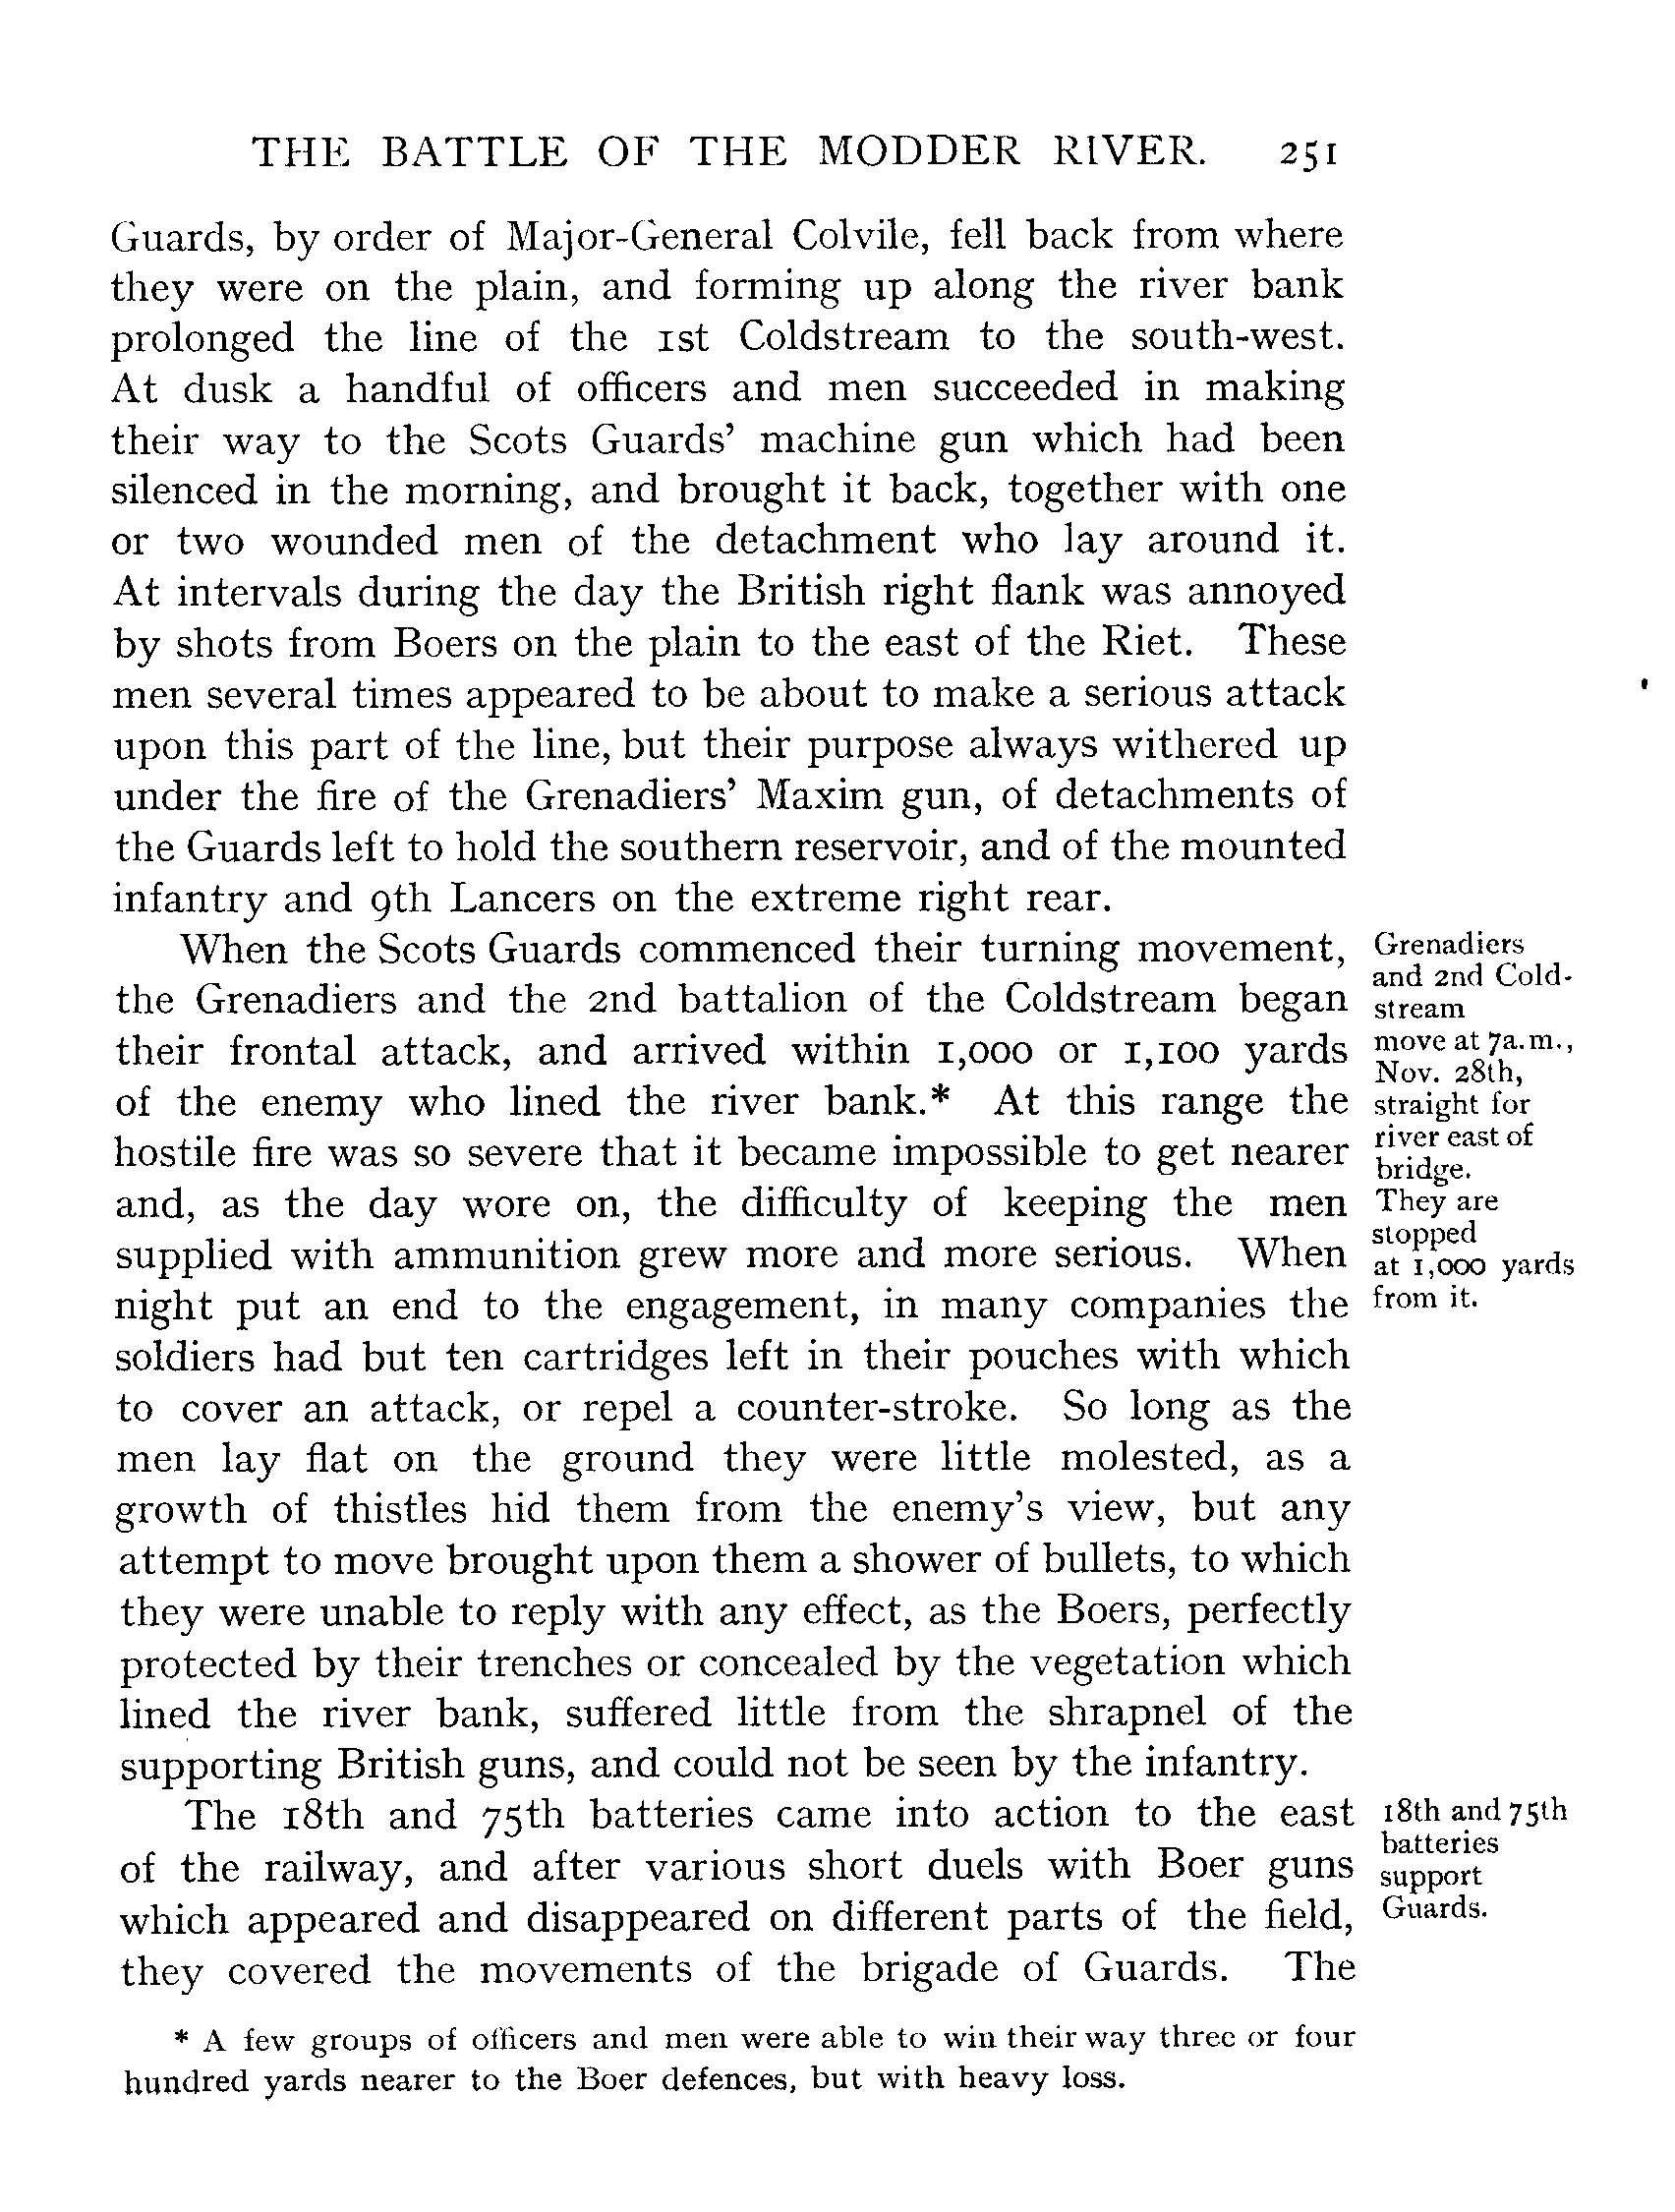 THE BATTLE OF THE MODDER RIVER. 251
Guards, by order of Major-General Colvile, fell back from where
they were on the plain, and forming up along the river bank
prolonged the line of the 1st Coldstream to the south-west.
At dusk a handful of officers and men succeeded in making
their way to the Scots Guards’ machine gun which had been
silenced in the morning, and brought it back, together with one
or two wounded men of the detachment who lay around it.
At intervals during the day the British right flank was annoyed
by shots from Boers on the plain to the east of the Riet. These
men several times appeared to be about to make a serious attack
upon this part of the line, but their purpose always withered up
under the fire of the Grenadiers’ Maxim gun, of detachments of
the Guards left to hold the southern reservoir, and of the mounted
infantry and 9th Lancers on the extreme right rear.
When the Scots Guards commenced their turning movement,
the Grenadiers and the 2nd battalion of the Coldstream began
their frontal attack, and arrived within 1,000 or 1,100 yards
of the enemy who lined the river bank.* At this range the
hostile fire was so severe that it became impossible to get nearer
and, as the day wore on, the difficulty of keeping the men
supplied with ammunition grew more and more serious. When
night put an end to the engagement, in many companies the
soldiers had but ten cartridges left in their pouches with which
to cover an attack, or repel a counter-stroke. So long as the
men lay flat on the ground they were little molested, as a
growth of thistles hid them from the enemy’s view, but any
attempt to move brought upon them a shower of bullets, to which
they were unable to reply with any effect, as the Boers, perfectly
protected by their trenches or concealed by the vegetation which
lined the river bank, suffered little from the shrapnel of the
supporting British guns, and could not be seen by the infantry.
Grenadiers
and 2nd Cold-
stream
move at 7a.m.,
Nov. 28th,
straight for
river east of
bridge.
They are
stopped
at 1,000 yards
from it.
The 18th and 75th batteries came into action to the east
of the railway, and after various short duels with Boer guns
which appeared and disappeared on different parts of the field,
they covered the movements of the brigade of Guards. The
18th and 75th
batteries
support
Guards.
* A few groups of officers and men were able to win their way three or four
hundred yards nearer to the Boer defences, but with heavy loss.